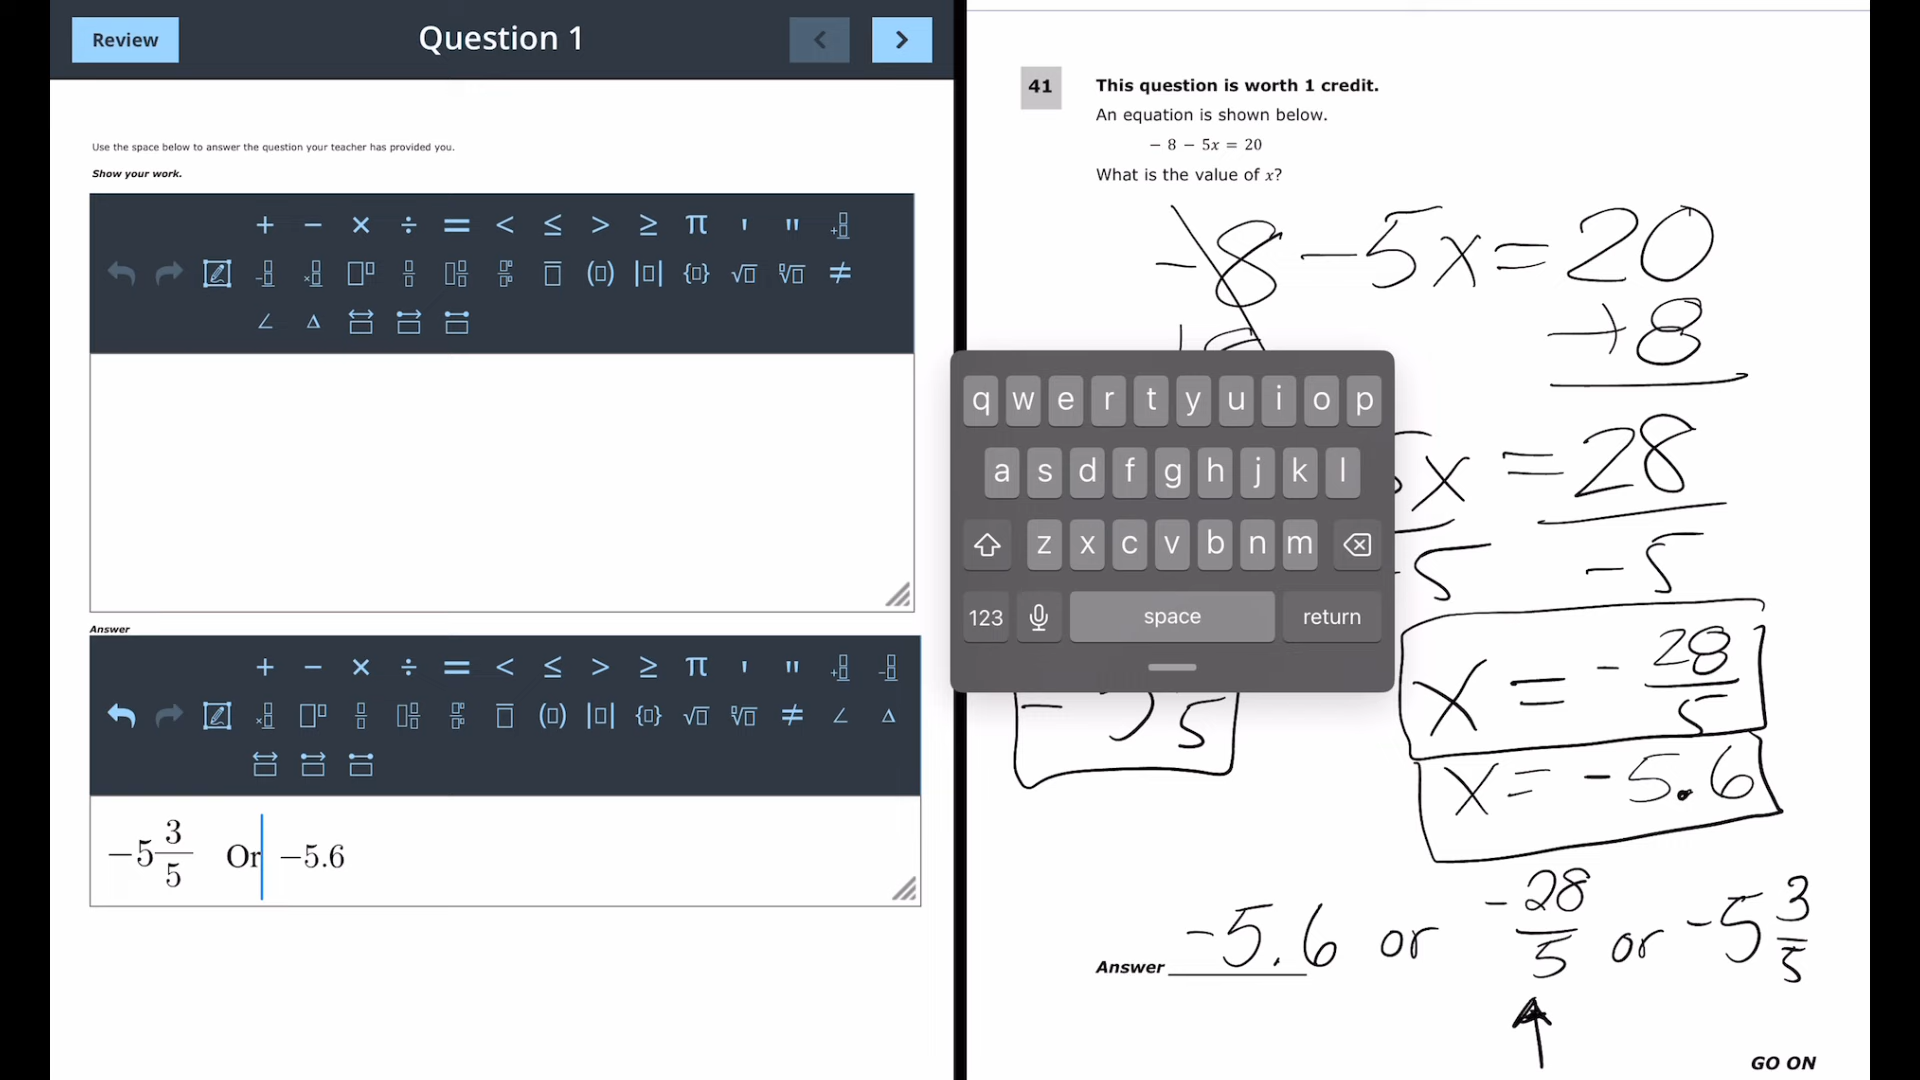 Review
Question 1
Use the space below to answer the question your teacher has provided you.
Show your work.
+ − × ÷ = < ≤ > ≥ π ' "
≠
∠ Δ
Answer
+ − × ÷ = < ≤ > ≥ π ' "
≠ ∠ Δ
−5 3/5 Or −5.6
41
This question is worth 1 credit.
An equation is shown below.
− 8 − 5x = 20
What is the value of x?
-8 -5x = 20
+8
x = 28
5 -5
x = - 28/5
x = -5.6
q w e r t y u i o p
a s d f g h j k l
z x c v b n m
123 space return
Answer -5.6 or -28/5 or -5 3/5
GO ON